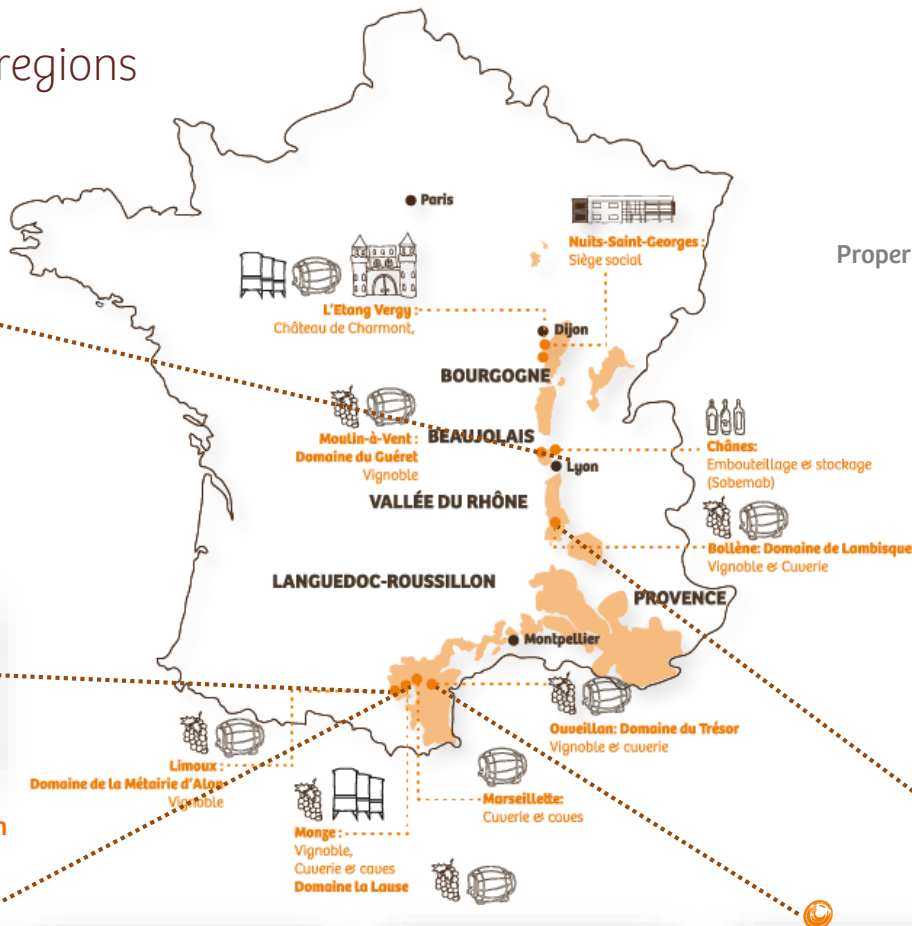 regions
Paris
Nuits-Saint-Georges :
Siège social
Proper
L'Etang Vergy :
Château de Charmont,
Dijon
BOURGOGNE
Moulin-à-Vent :
Domaine du Guéret
Vignoble
BEAUJOLAIS
Lyon
Chânes:
Embouteillage & stockage
(Sobemab)
VALLÉE DU RHÔNE
Bollène: Domaine de Lambisque
Vignoble & Cuverie
LANGUEDOC-ROUSSILLON
PROVENCE
Montpellier
Ouveillan: Domaine du Trésor
Vignoble & cuverie
Limoux :
Domaine de la Métairie d'Alon
Vignoble
Marseillette:
Cuverie & caves
Monze :
Vignoble,
Cuverie & caves
Domaine la Lause